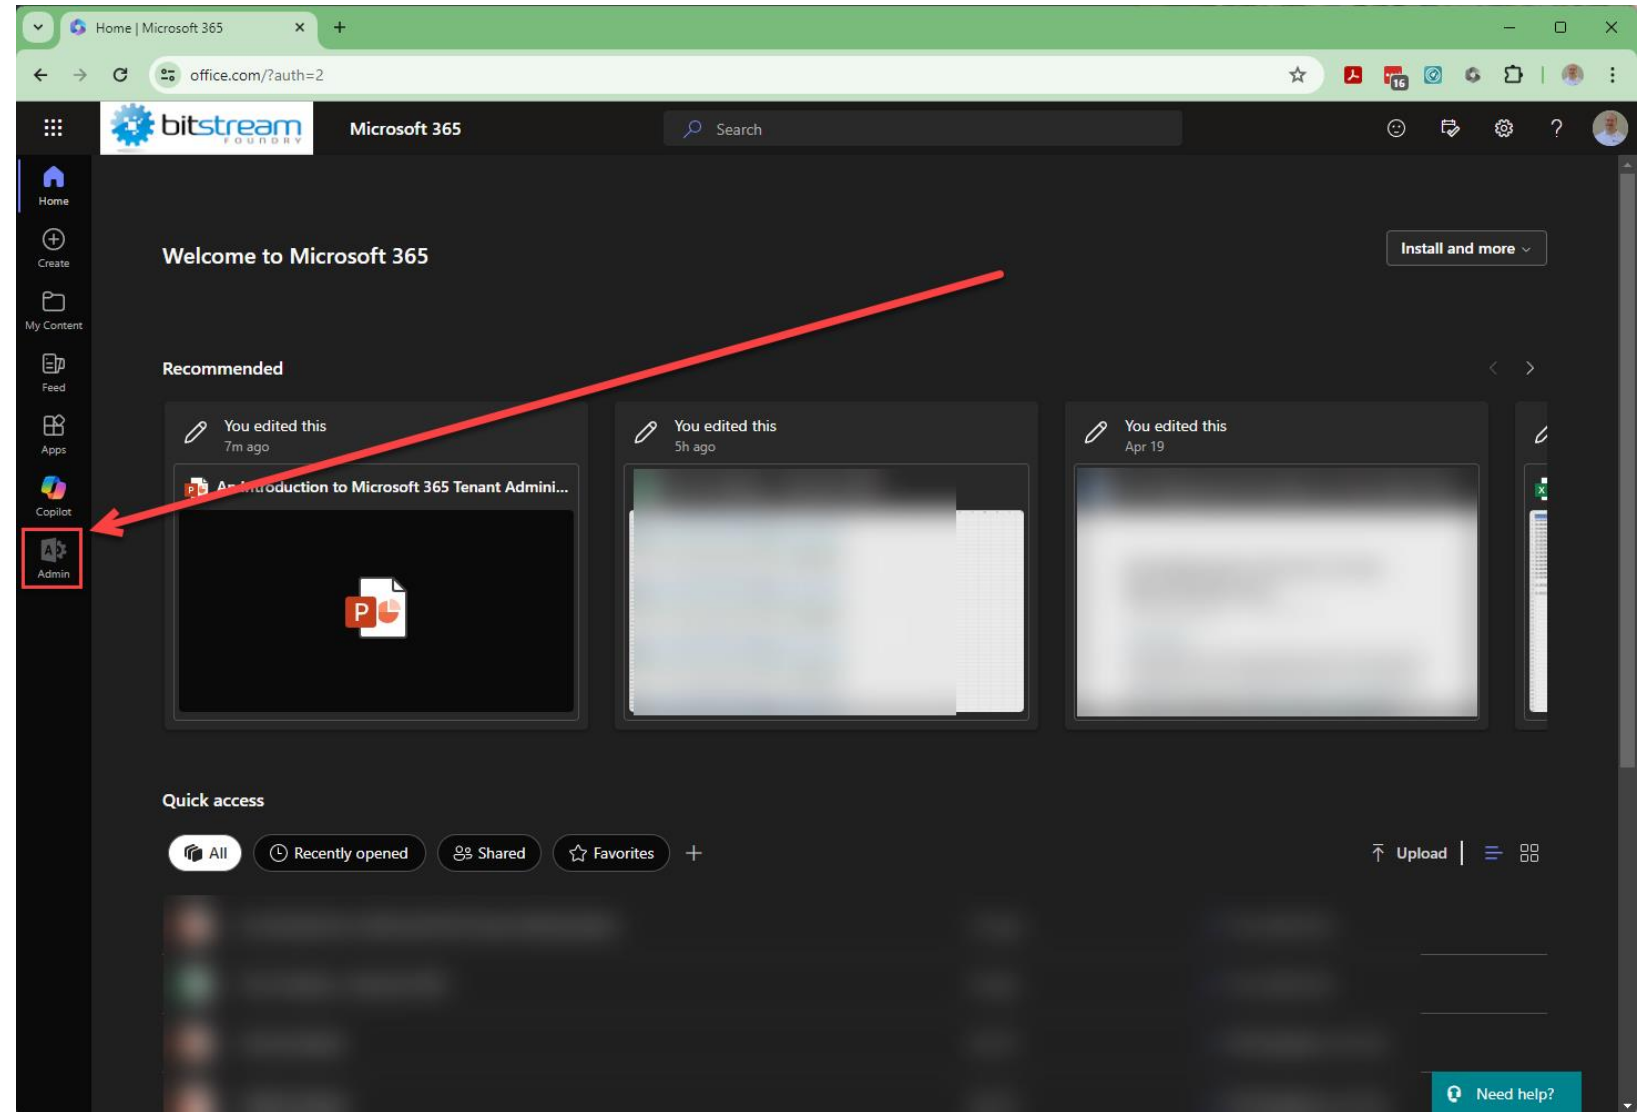 Home | Microsoft 365
office.com/?auth=2
16
bitstream
FOUNDRY
Microsoft 365
Search
Home
Create
My Content
Feed
Apps
Copilot
Admin
Welcome to Microsoft 365
Install and more
Recommended
You edited this
7m ago
An Introduction to Microsoft 365 Tenant Admini...
P
You edited this
5h ago
You edited this
Apr 19
Quick access
All
Recently opened
Shared
Favorites
Upload
Need help?